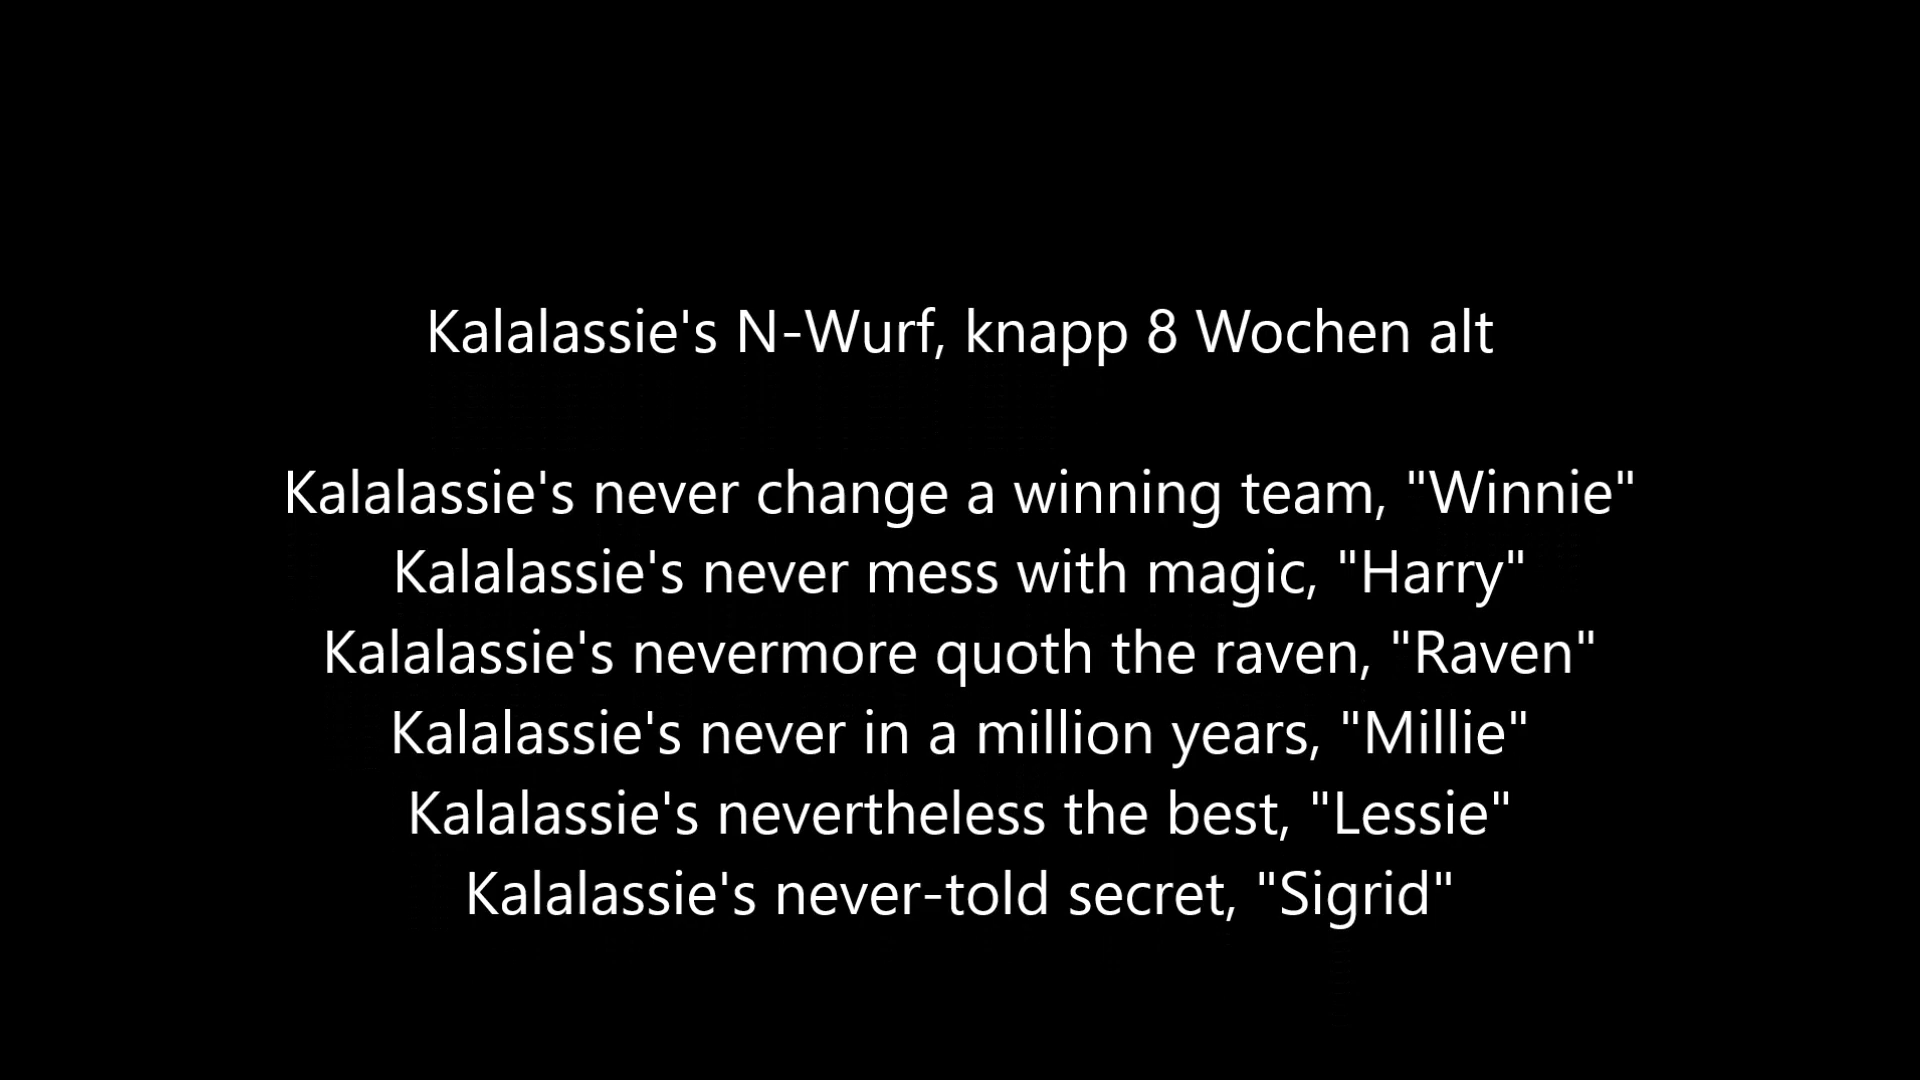 Kalalassie's N-Wurf, knapp 8 Wochen alt
Kalalassie's never change a winning team, "Winnie"
Kalalassie's never mess with magic, "Harry"
Kalalassie's nevermore quoth the raven, "Raven"
Kalalassie's never in a million years, "Millie"
Kalalassie's nevertheless the best, "Lessie"
Kalalassie's never-told secret, "Sigrid"